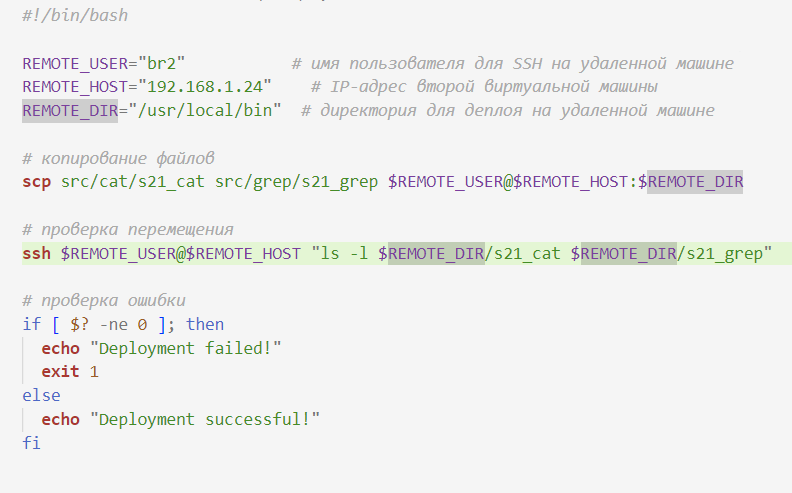 #!/bin/bash
REMOTE_USER="br2" # имя пользователя для SSH на удаленной машине
REMOTE_HOST="192.168.1.24" # IP-адрес второй виртуальной машины
REMOTE_DIR="/usr/local/bin" # директория для деплоя на удаленной машине
# копирование файлов
scp src/cat/s21_cat src/grep/s21_grep $REMOTE_USER@$REMOTE_HOST:$REMOTE_DIR
# проверка перемещения
ssh $REMOTE_USER@$REMOTE_HOST "ls -l $REMOTE_DIR/s21_cat $REMOTE_DIR/s21_grep"
# проверка ошибки
if [ $? -ne 0 ]; then
echo "Deployment failed!"
exit 1
else
echo "Deployment successful!"
fi